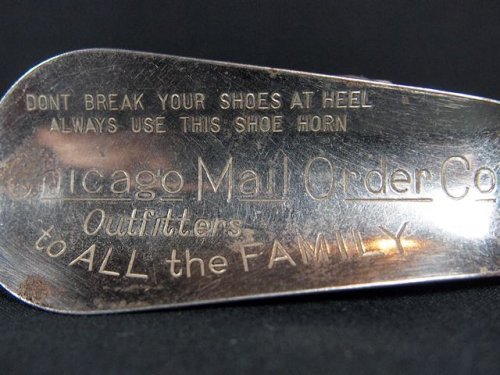 DONT BREAK YOUR SHOES AT HEEL
ALWAYS USE THIS SHOE HORN
Chicago Mail Order Co
Outfitters
to ALL the FAMILY